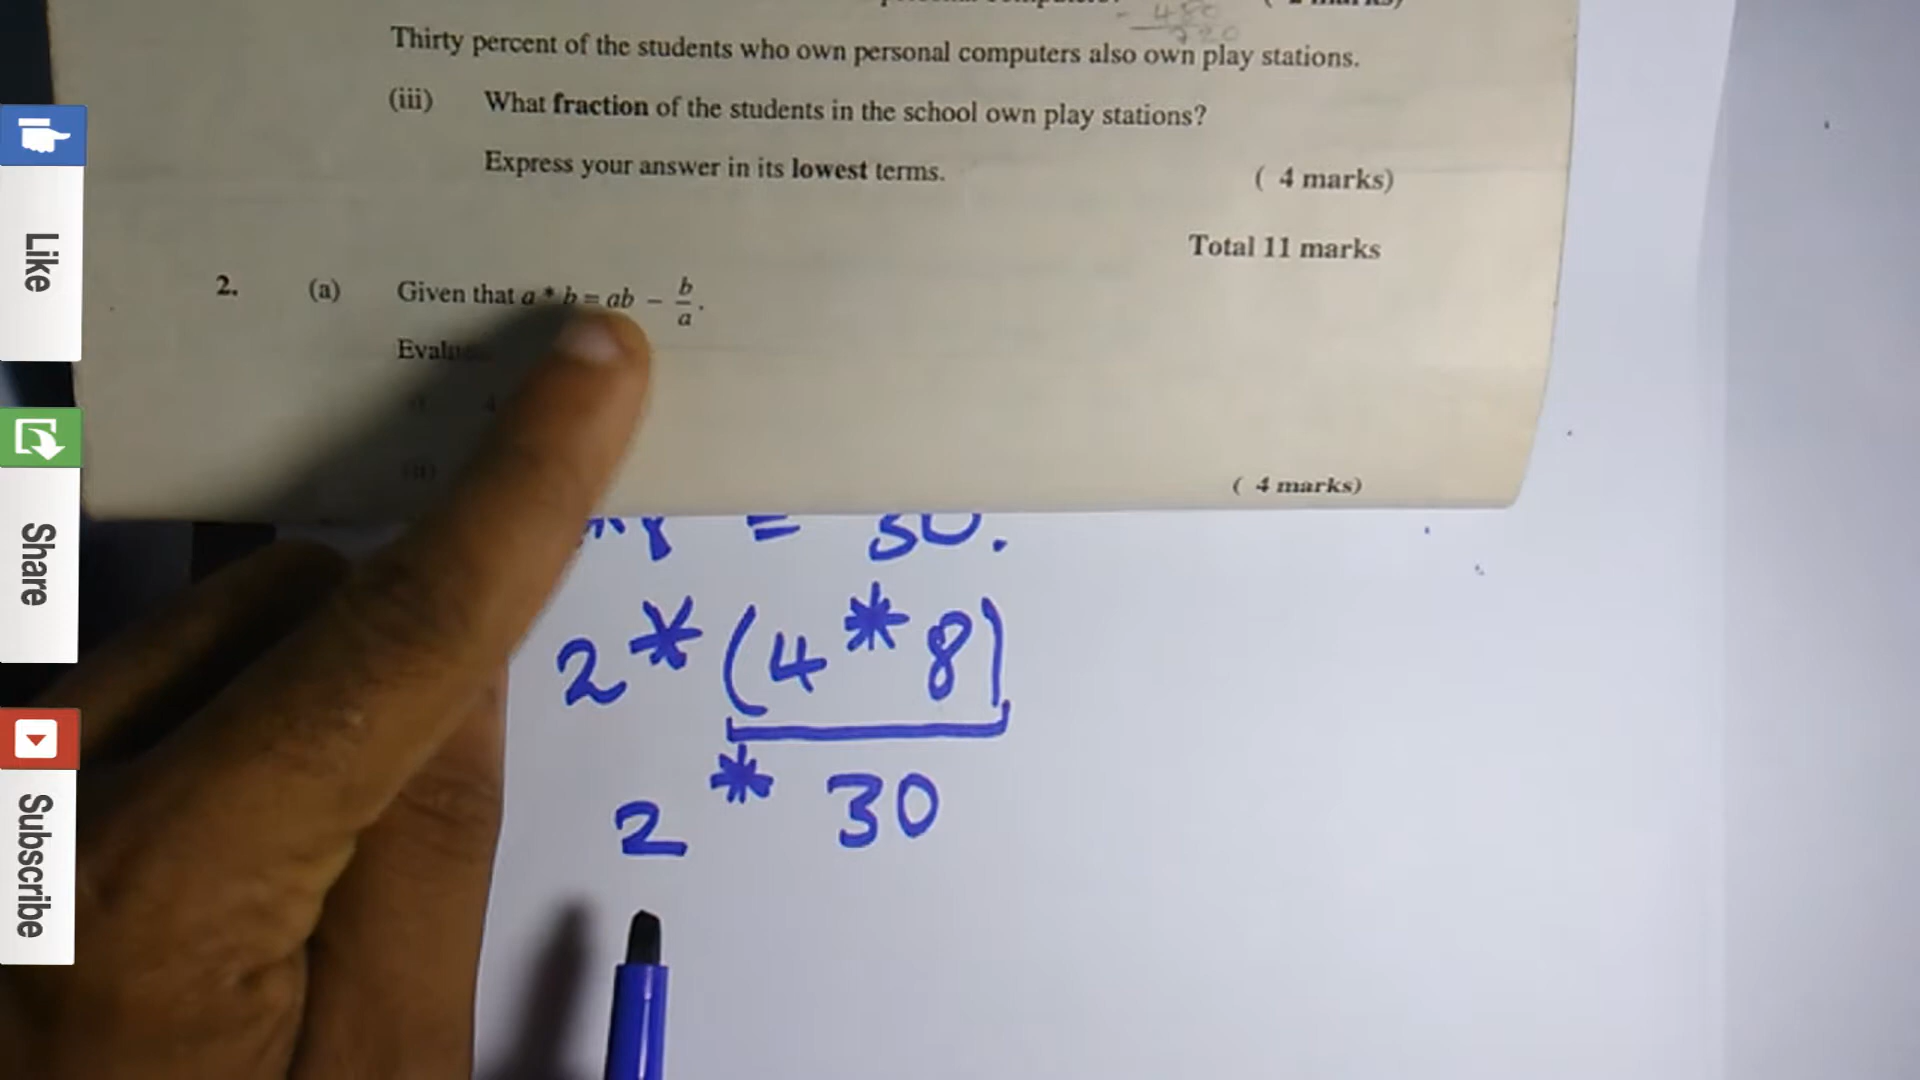 Thirty percent of the students who own personal computers also own play stations.
(iii) What fraction of the students in the school own play stations?
Express your answer in its lowest terms.
( 4 marks)
Total 11 marks
2. (a) Given that a * b = ab - b/a.
( 4 marks)
= 30.
2 * (4 * 8)
2 * 30
Like
Share
Subscribe